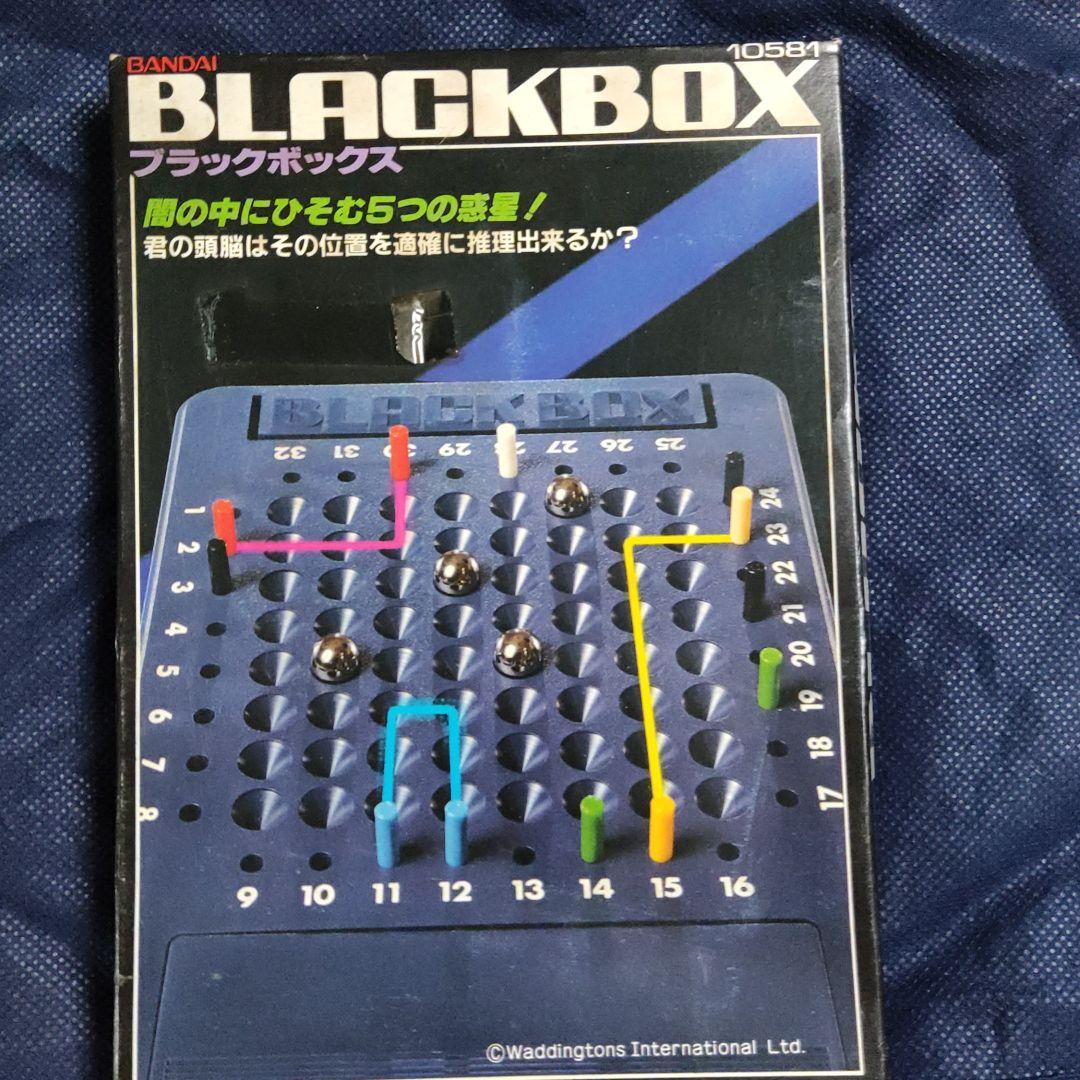 BANDAI
10581
BLACKBOX
ブラックボックス
闇の中にひそむ5つの惑星!
君の頭脳はその位置を適確に推理出来るか?
BLACK BOX
32 31 30 29 28 27 26 25
1
2
3
4
5
6
7
8
24
23
22
21
20
19
18
17
9 10 11 12 13 14 15 16
©Waddingtons International Ltd.